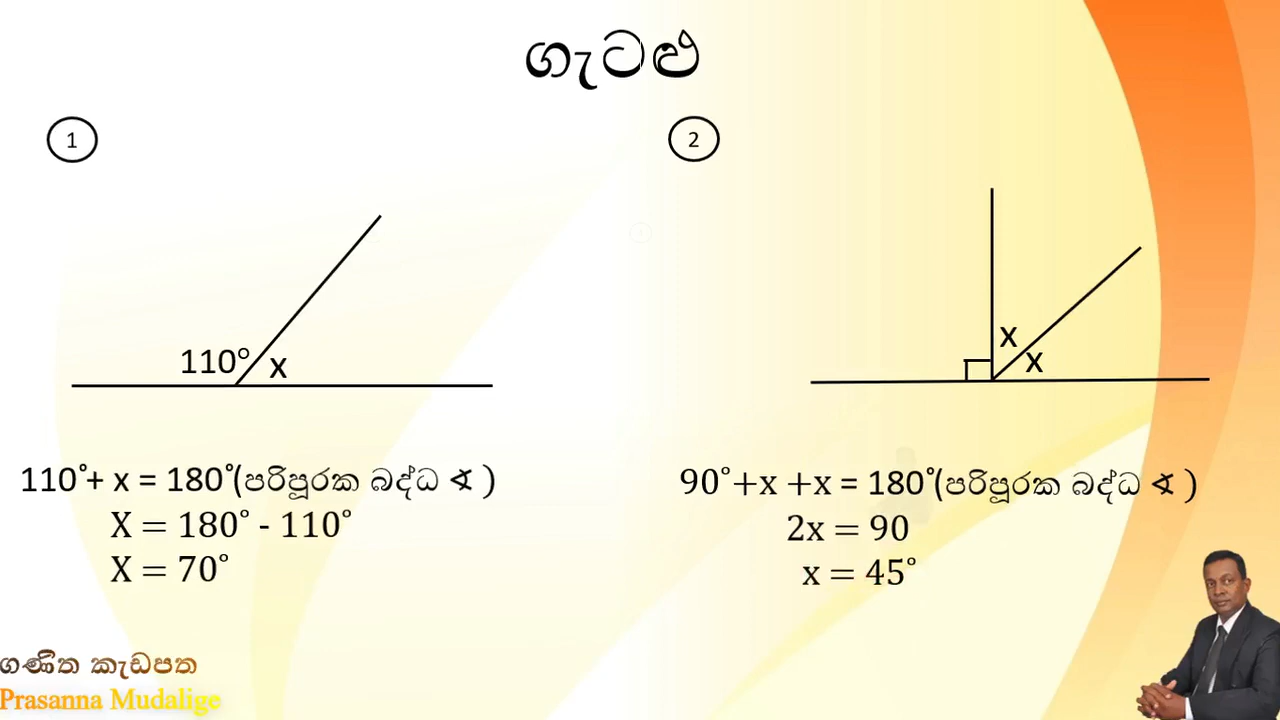 ගැටළු
1
110° x
110°+ x = 180°(පරිපූරක බද්ධ ∢ )
X = 180° - 110°
X = 70°
2
x
x
90°+x +x = 180°(පරිපූරක බද්ධ ∢ )
2x = 90
x = 45°
ගණිත කැඩපත
Prasanna Mudalige